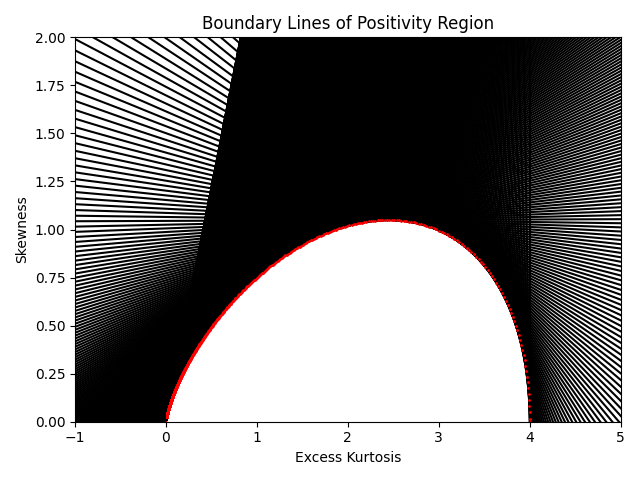 Boundary Lines of Positivity Region
2.00
1.75
1.50
1.25
1.00
0.75
0.50
0.25
0.00
Skewness
−1 0 1 2 3 4 5
Excess Kurtosis